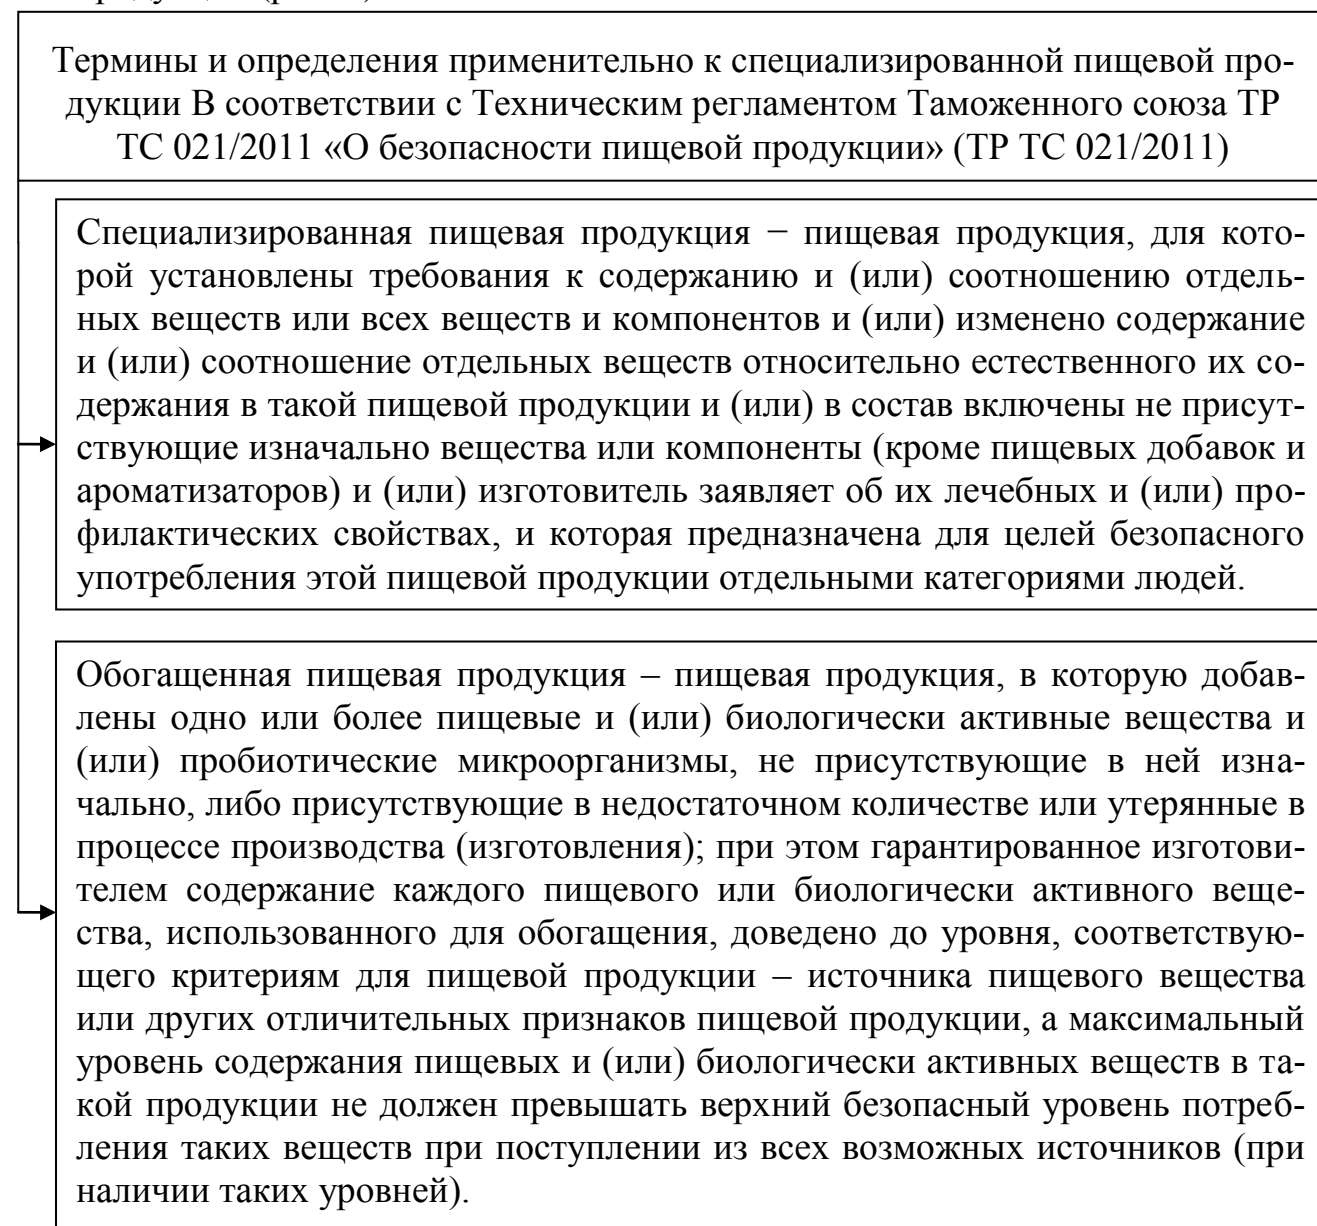 Термины и определения применительно к специализированной пищевой про-
дукции В соответствии с Техническим регламентом Таможенного союза ТР
ТС 021/2011 «О безопасности пищевой продукции» (ТР ТС 021/2011)
Специализированная пищевая продукция − пищевая продукция, для кото-
рой установлены требования к содержанию и (или) соотношению отдель-
ных веществ или всех веществ и компонентов и (или) изменено содержание
и (или) соотношение отдельных веществ относительно естественного их со-
держания в такой пищевой продукции и (или) в состав включены не присут-
ствующие изначально вещества или компоненты (кроме пищевых добавок и
ароматизаторов) и (или) изготовитель заявляет об их лечебных и (или) про-
филактических свойствах, и которая предназначена для целей безопасного
употребления этой пищевой продукции отдельными категориями людей.
Обогащенная пищевая продукция – пищевая продукция, в которую добав-
лены одно или более пищевые и (или) биологически активные вещества и
(или) пробиотические микроорганизмы, не присутствующие в ней изна-
чально, либо присутствующие в недостаточном количестве или утерянные в
процессе производства (изготовления); при этом гарантированное изготови-
телем содержание каждого пищевого или биологически активного веще-
ства, использованного для обогащения, доведено до уровня, соответствую-
щего критериям для пищевой продукции – источника пищевого вещества
или других отличительных признаков пищевой продукции, а максимальный
уровень содержания пищевых и (или) биологически активных веществ в та-
кой продукции не должен превышать верхний безопасный уровень потреб-
ления таких веществ при поступлении из всех возможных источников (при
наличии таких уровней).